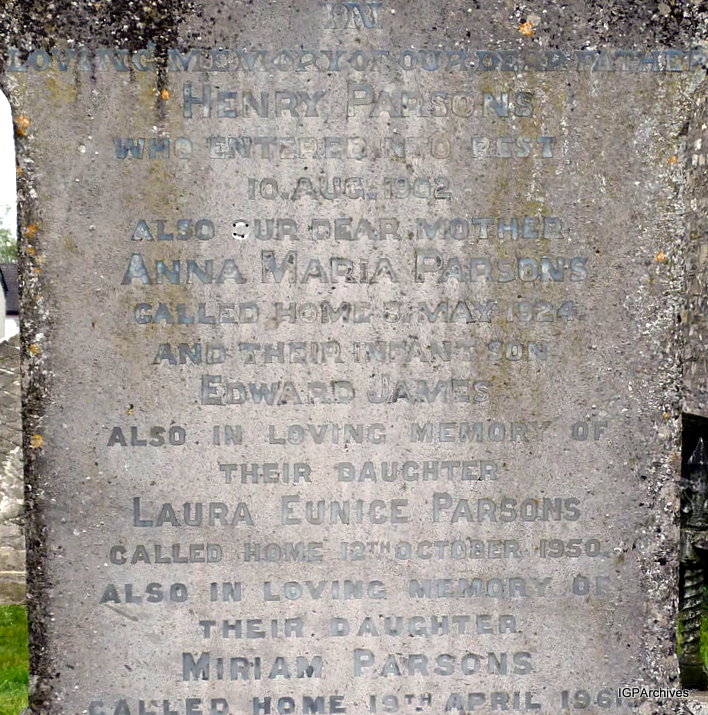 IN
LOVING MEMORY OF OUR DEAR FATHER
HENRY PARSONS
WHO ENTERED INTO REST
10. AUG. 1902
ALSO OUR DEAR MOTHER
ANNA MARIA PARSONS
CALLED HOME 3. MAY 1924.
AND THEIR INFANT SON
EDWARD JAMES
ALSO IN LOVING MEMORY OF
THEIR DAUGHTER
LAURA EUNICE PARSONS
CALLED HOME 12TH OCTOBER 1950.
ALSO IN LOVING MEMORY OF
THEIR DAUGHTER
MIRIAM PARSONS
CALLED HOME 19TH APRIL 1961.
IGPArchives